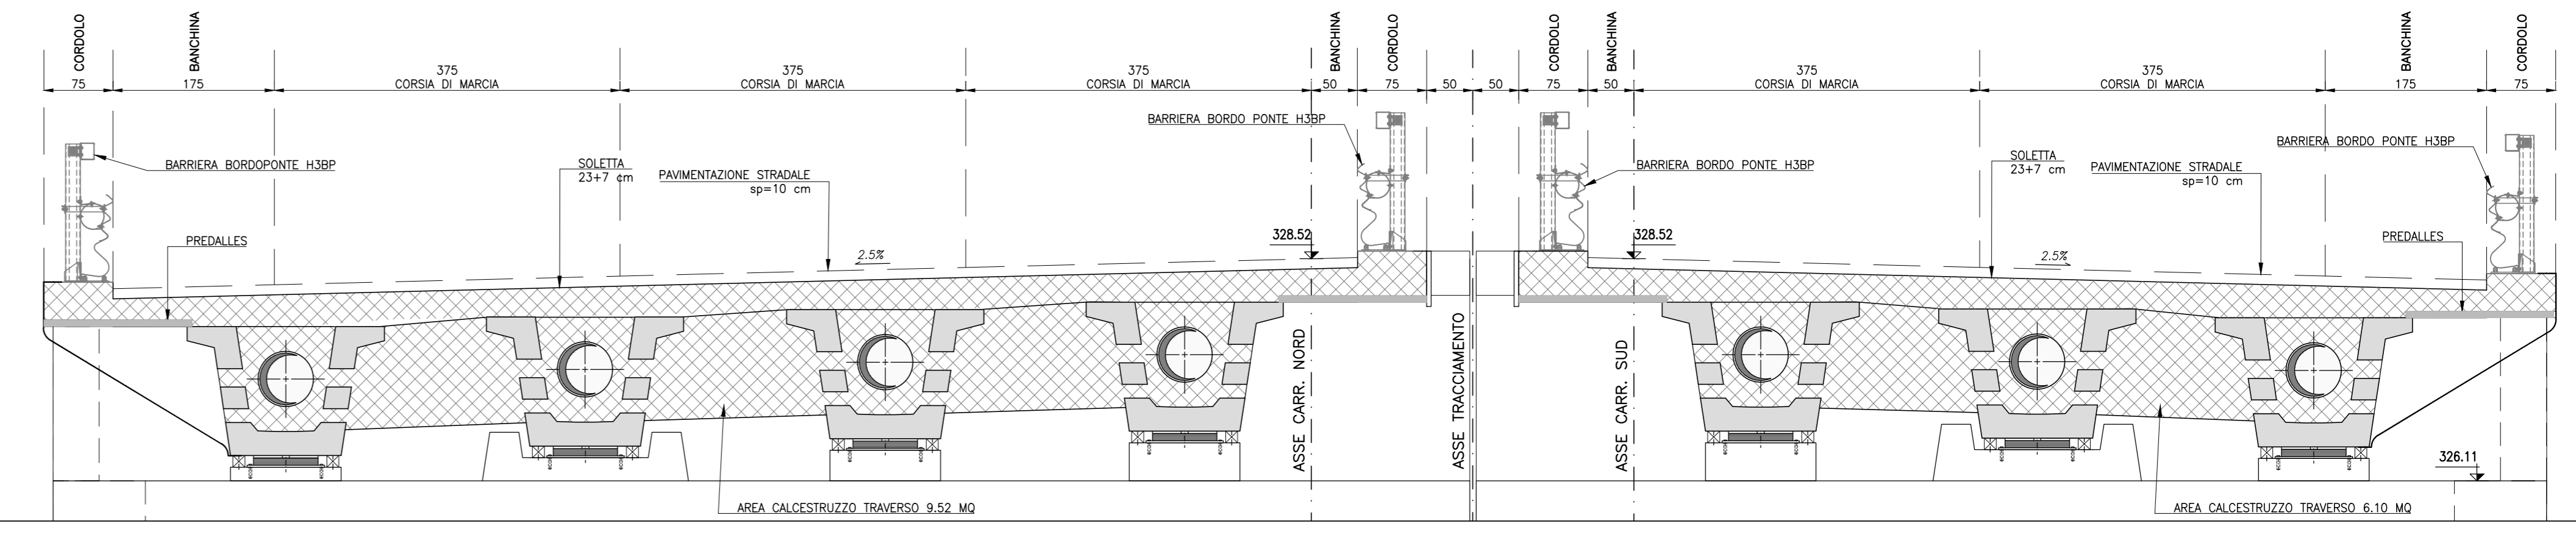 CORDOLO
BANCHINA
BANCHINA
CORDOLO
CORDOLO
BANCHINA
BANCHINA
CORDOLO
75
175
375
CORSIA DI MARCIA
375
CORSIA DI MARCIA
375
CORSIA DI MARCIA
50
75
50
50
75
50
375
CORSIA DI MARCIA
375
CORSIA DI MARCIA
175
75
BARRIERA BORDOPONTE H3BP
SOLETTA
23+7 cm
PAVIMENTAZIONE STRADALE
sp=10 cm
BARRIERA BORDO PONTE H3BP
BARRIERA BORDO PONTE H3BP
SOLETTA
23+7 cm
PAVIMENTAZIONE STRADALE
sp=10 cm
BARRIERA BORDO PONTE H3BP
PREDALLES
2.5%
328.52
328.52
2.5%
PREDALLES
ASSE CARR. NORD
ASSE TRACCIAMENTO
ASSE CARR. SUD
326.11
AREA CALCESTRUZZO TRAVERSO 9.52 MQ
AREA CALCESTRUZZO TRAVERSO 6.10 MQ